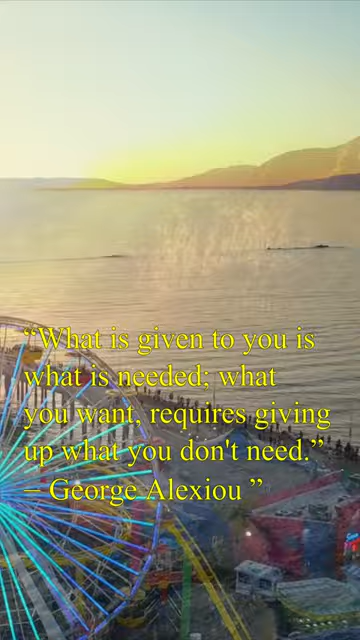 “What is given to you is
what is needed; what
you want, requires giving
up what you don't need.”
– George Alexiou ”